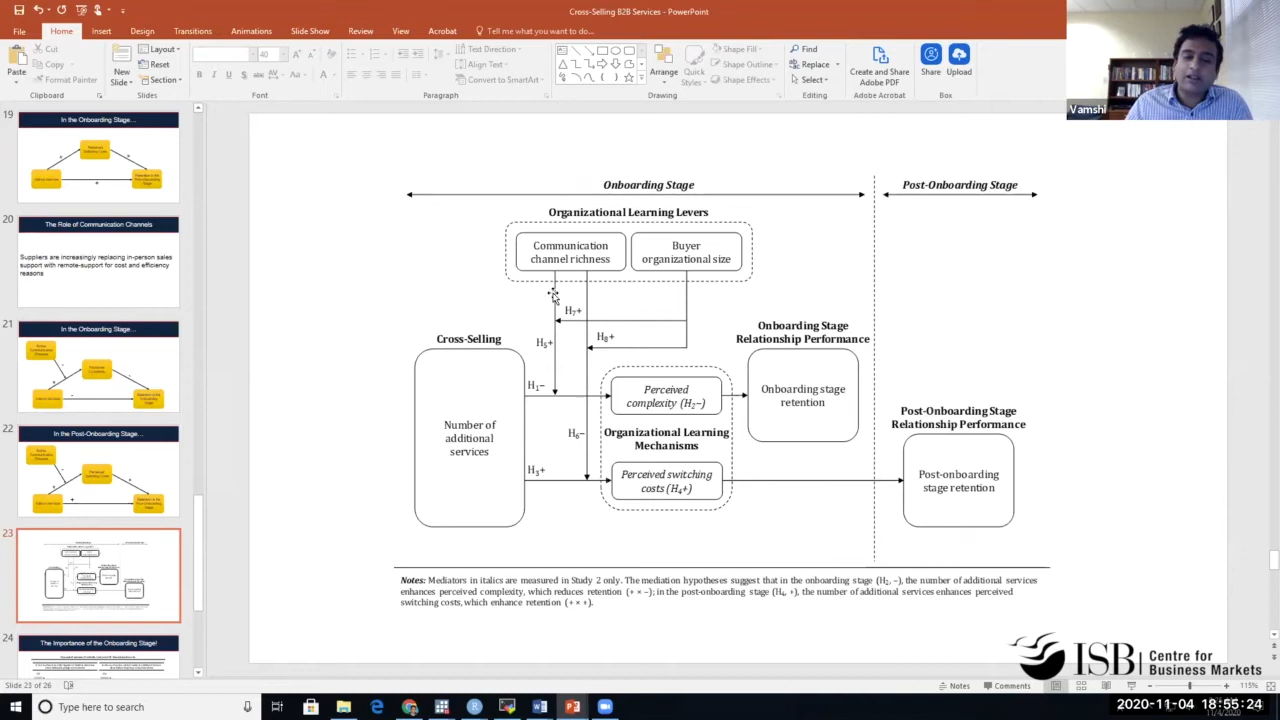 Cross-Selling B2B Services - PowerPoint
File
Home
Insert
Design
Transitions
Animations
Slide Show
Review
View
Acrobat
Tell me what you want to do...
Paste
Cut
Copy
Format Painter
Clipboard
New Slide
Layout
Reset
Section
Slides
40
Font
Text Direction
Align Text
Convert to SmartArt
Paragraph
Arrange
Quick Styles
Shape Fill
Shape Outline
Shape Effects
Drawing
Find
Replace
Select
Editing
Create and Share Adobe PDF
Adobe Acrobat
Share
Upload
Box
Vamshi
19
In the Onboarding Stage...
20
The Role of Communication Channels
Suppliers are increasingly replacing in-person sales
support with remote-support for cost and efficiency
reasons
21
In the Onboarding Stage...
22
In the Post-Onboarding Stage...
23
24
The Importance of the Onboarding Stage!
Onboarding Stage
Post-Onboarding Stage
Organizational Learning Levers
Communication
channel richness
Buyer
organizational size
H7+
H8+
H5+
Cross-Selling
Number of
additional
services
H1−
H6−
H3+
Perceived
complexity (H2−)
Organizational Learning
Mechanisms
Perceived switching
costs (H4+)
Onboarding Stage
Relationship Performance
Onboarding stage
retention
Post-Onboarding Stage
Relationship Performance
Post-onboarding
stage retention
Notes: Mediators in italics are measured in Study 2 only. The mediation hypotheses suggest that in the onboarding stage (H2, −), the number of additional services
enhances perceived complexity, which reduces retention (+ × −); in the post-onboarding stage (H4, +), the number of additional services enhances perceived
switching costs, which enhance retention (+ × +).
ISB
Centre for
Business Markets
Slide 23 of 26
Notes
Comments
115%
Type here to search
2020-11-04 18:55:24